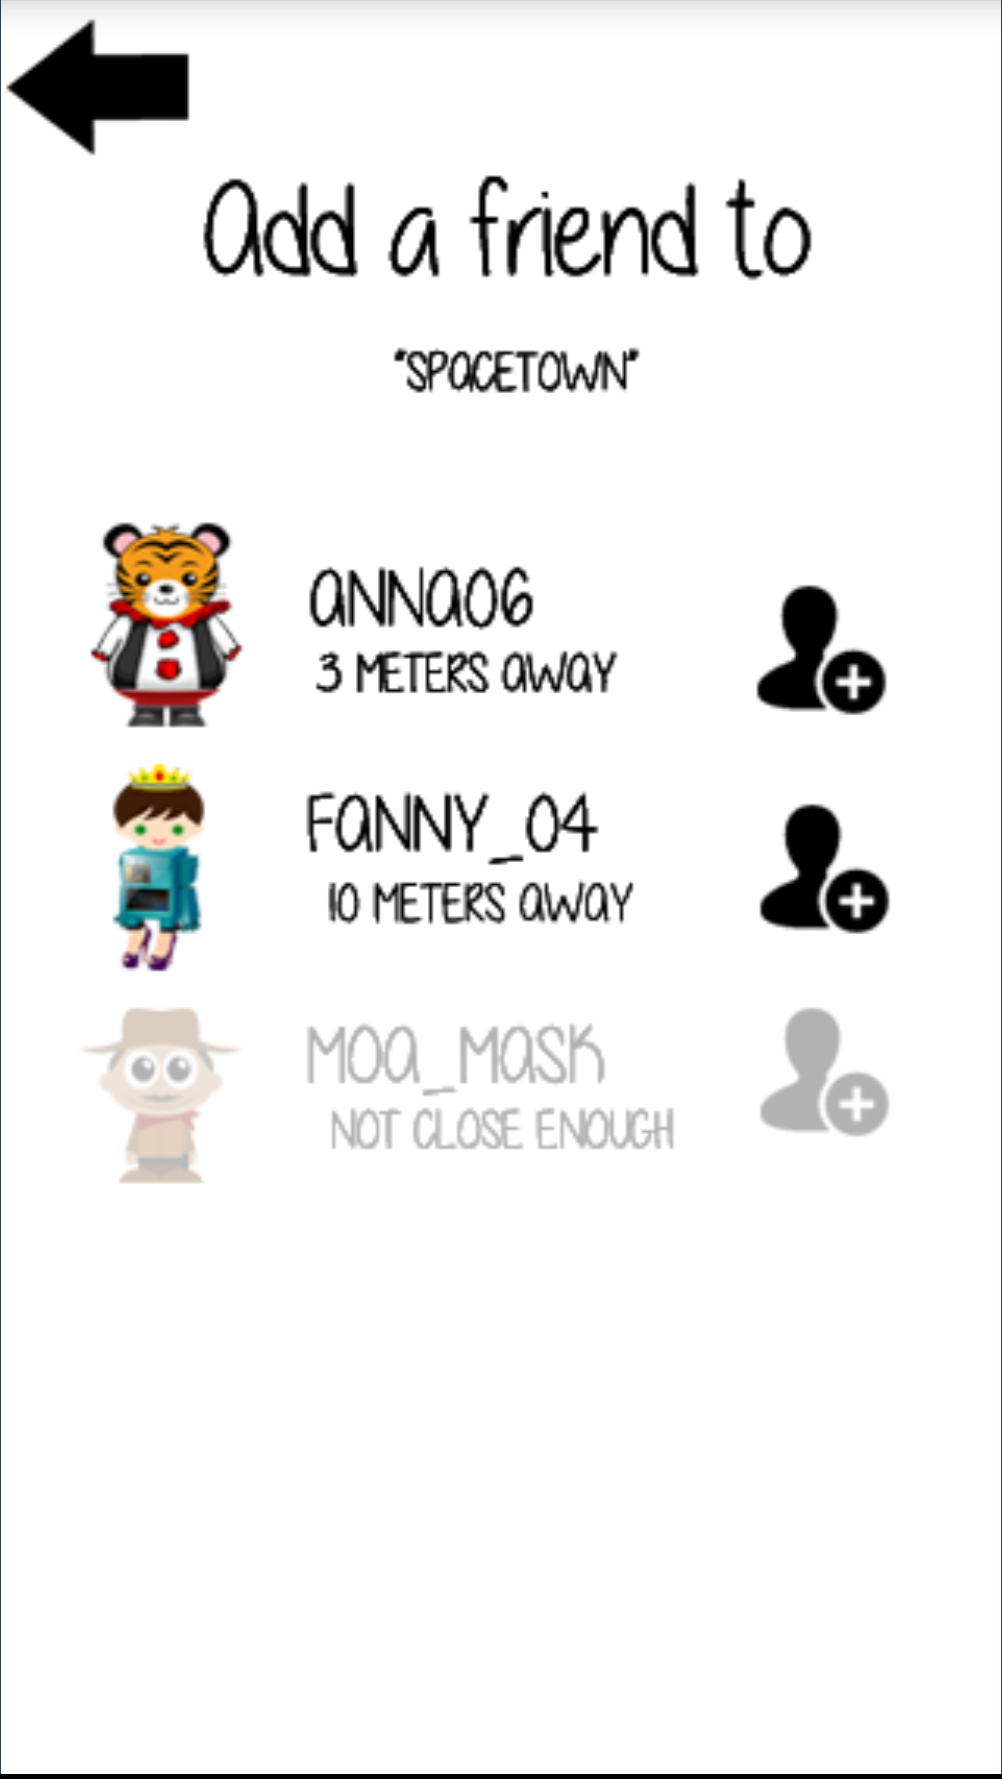 Add a friend to
"SPACETOWN"
ANNA06
3 METERS AWAY
FANNY_04
10 METERS AWAY
MOA_MASK
NOT CLOSE ENOUGH